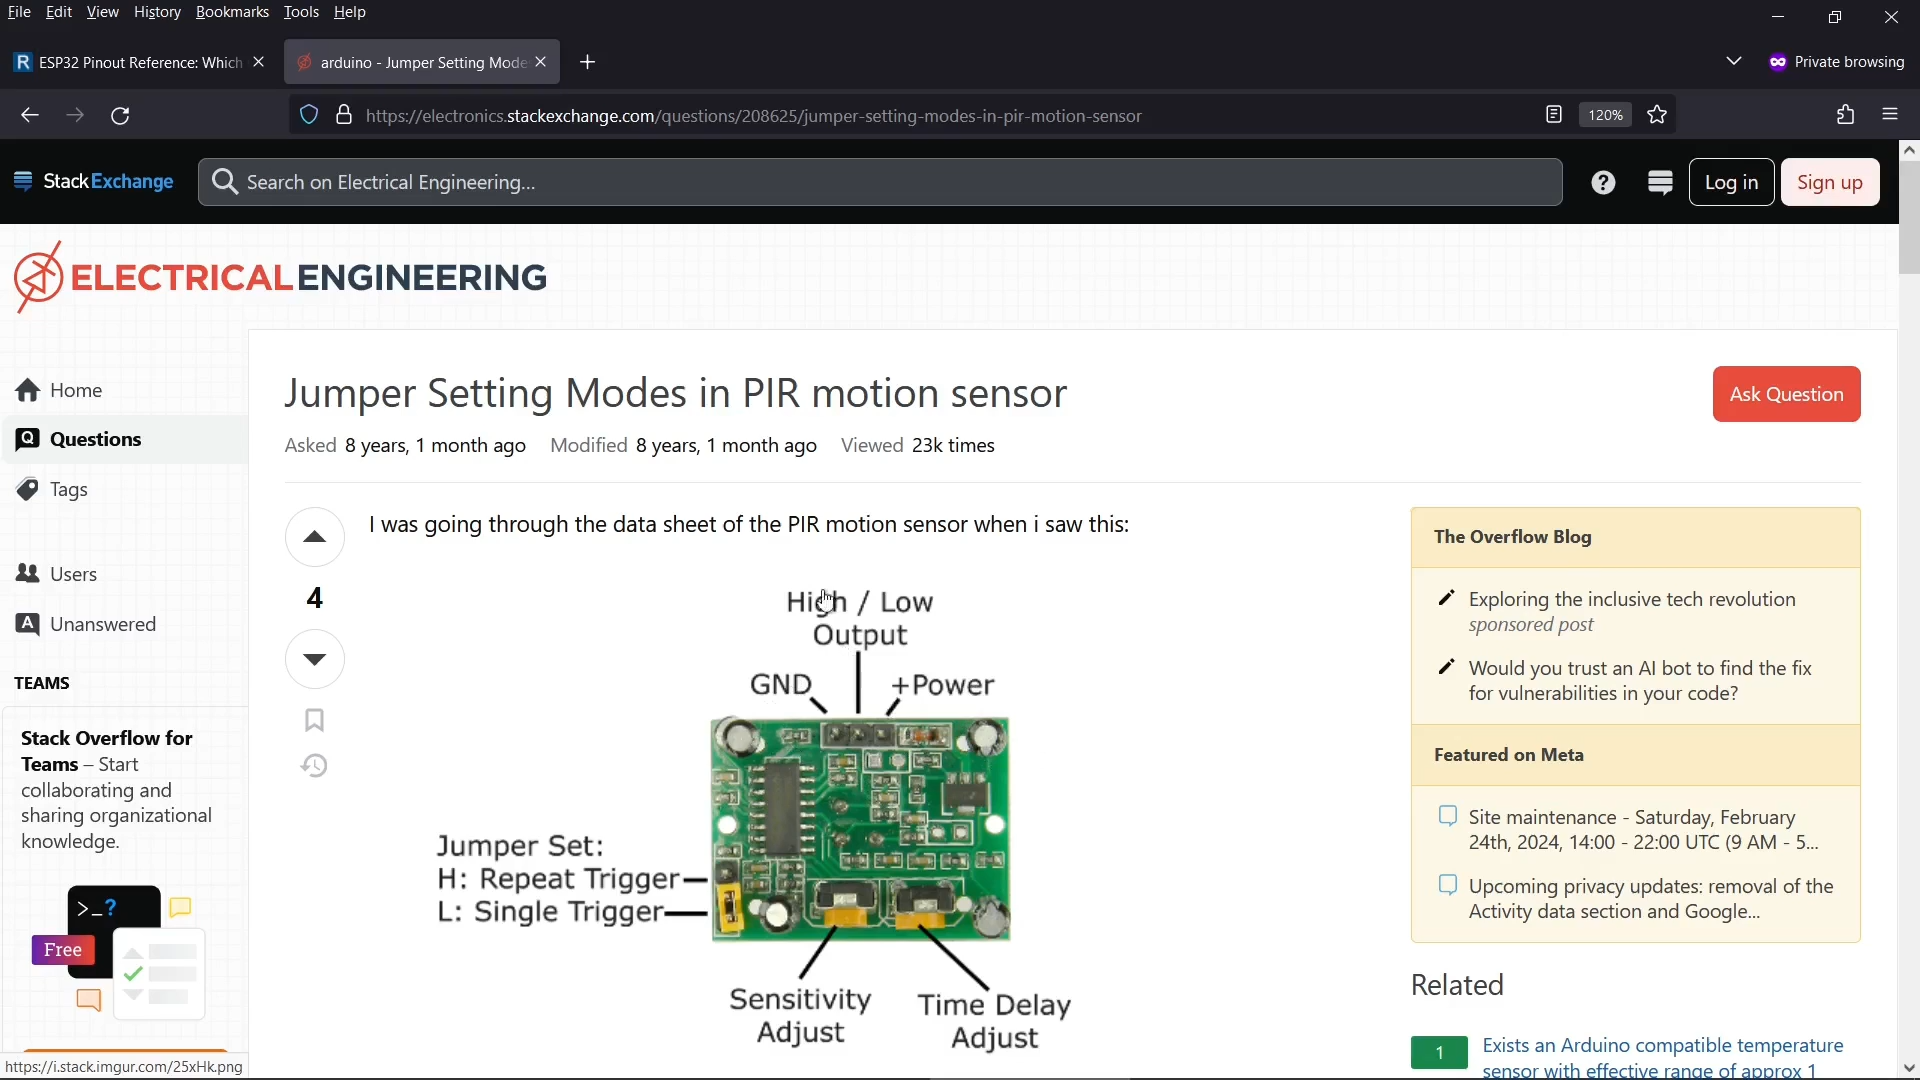 File Edit View History Bookmarks Tools Help
ESP32 Pinout Reference: Which
arduino - Jumper Setting Mode
Private browsing
https://electronics.stackexchange.com/questions/208625/jumper-setting-modes-in-pir-motion-sensor
120%
StackExchange
Search on Electrical Engineering...
Log in
Sign up
ELECTRICAL ENGINEERING
Home
Questions
Tags
Users
Unanswered
TEAMS
Stack Overflow for
Teams – Start
collaborating and
sharing organizational
knowledge.
>_?
Free
https://i.stack.imgur.com/25xHk.png
Jumper Setting Modes in PIR motion sensor
Ask Question
Asked 8 years, 1 month ago Modified 8 years, 1 month ago Viewed 23k times
4
I was going through the data sheet of the PIR motion sensor when i saw this:
High / Low
Output
GND
+Power
Jumper Set:
H: Repeat Trigger
L: Single Trigger
Sensitivity
Adjust
Time Delay
Adjust
The Overflow Blog
Exploring the inclusive tech revolution
sponsored post
Would you trust an AI bot to find the fix
for vulnerabilities in your code?
Featured on Meta
Site maintenance - Saturday, February
24th, 2024, 14:00 - 22:00 UTC (9 AM - 5...
Upcoming privacy updates: removal of the
Activity data section and Google...
Related
1
Exists an Arduino compatible temperature
sensor with effective range of approx 1